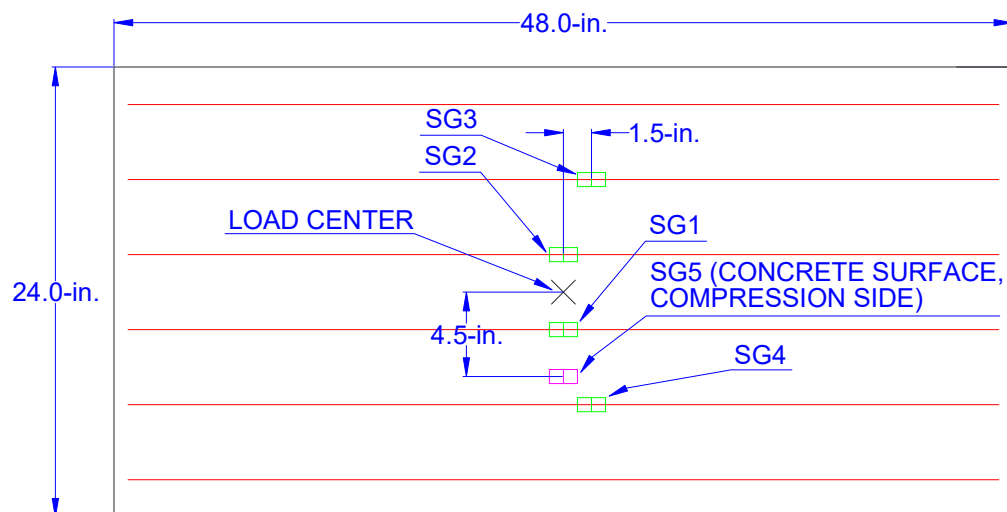 48.0-in.
SG3
1.5-in.
SG2
LOAD CENTER
SG1
SG5 (CONCRETE SURFACE,
COMPRESSION SIDE)
24.0-in.
4.5-in.
SG4